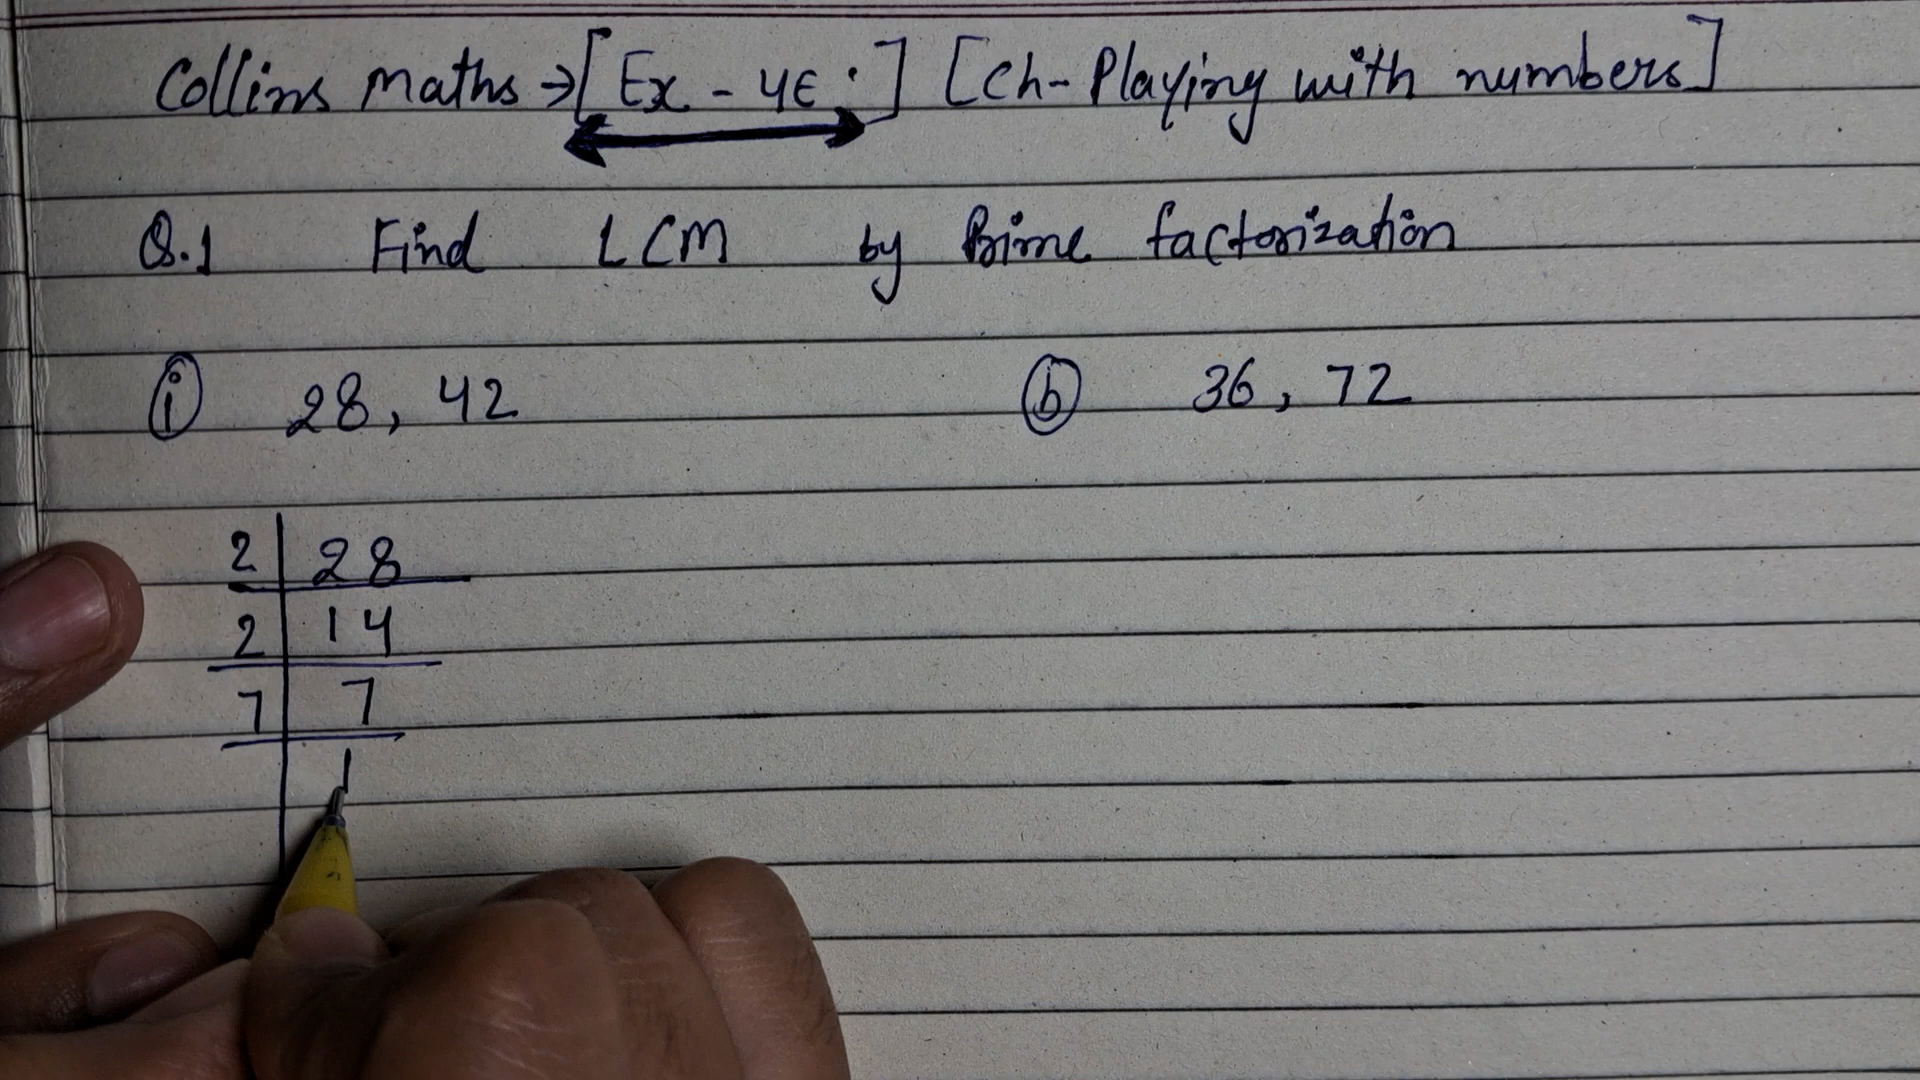 Collins Maths → [Ex - 4E.] [Ch- Playing with numbers]
Q.1 Find LCM by Prime factorization
(i) 28, 42 (b) 36, 72
2 | 28
2 | 14
7 | 7
1